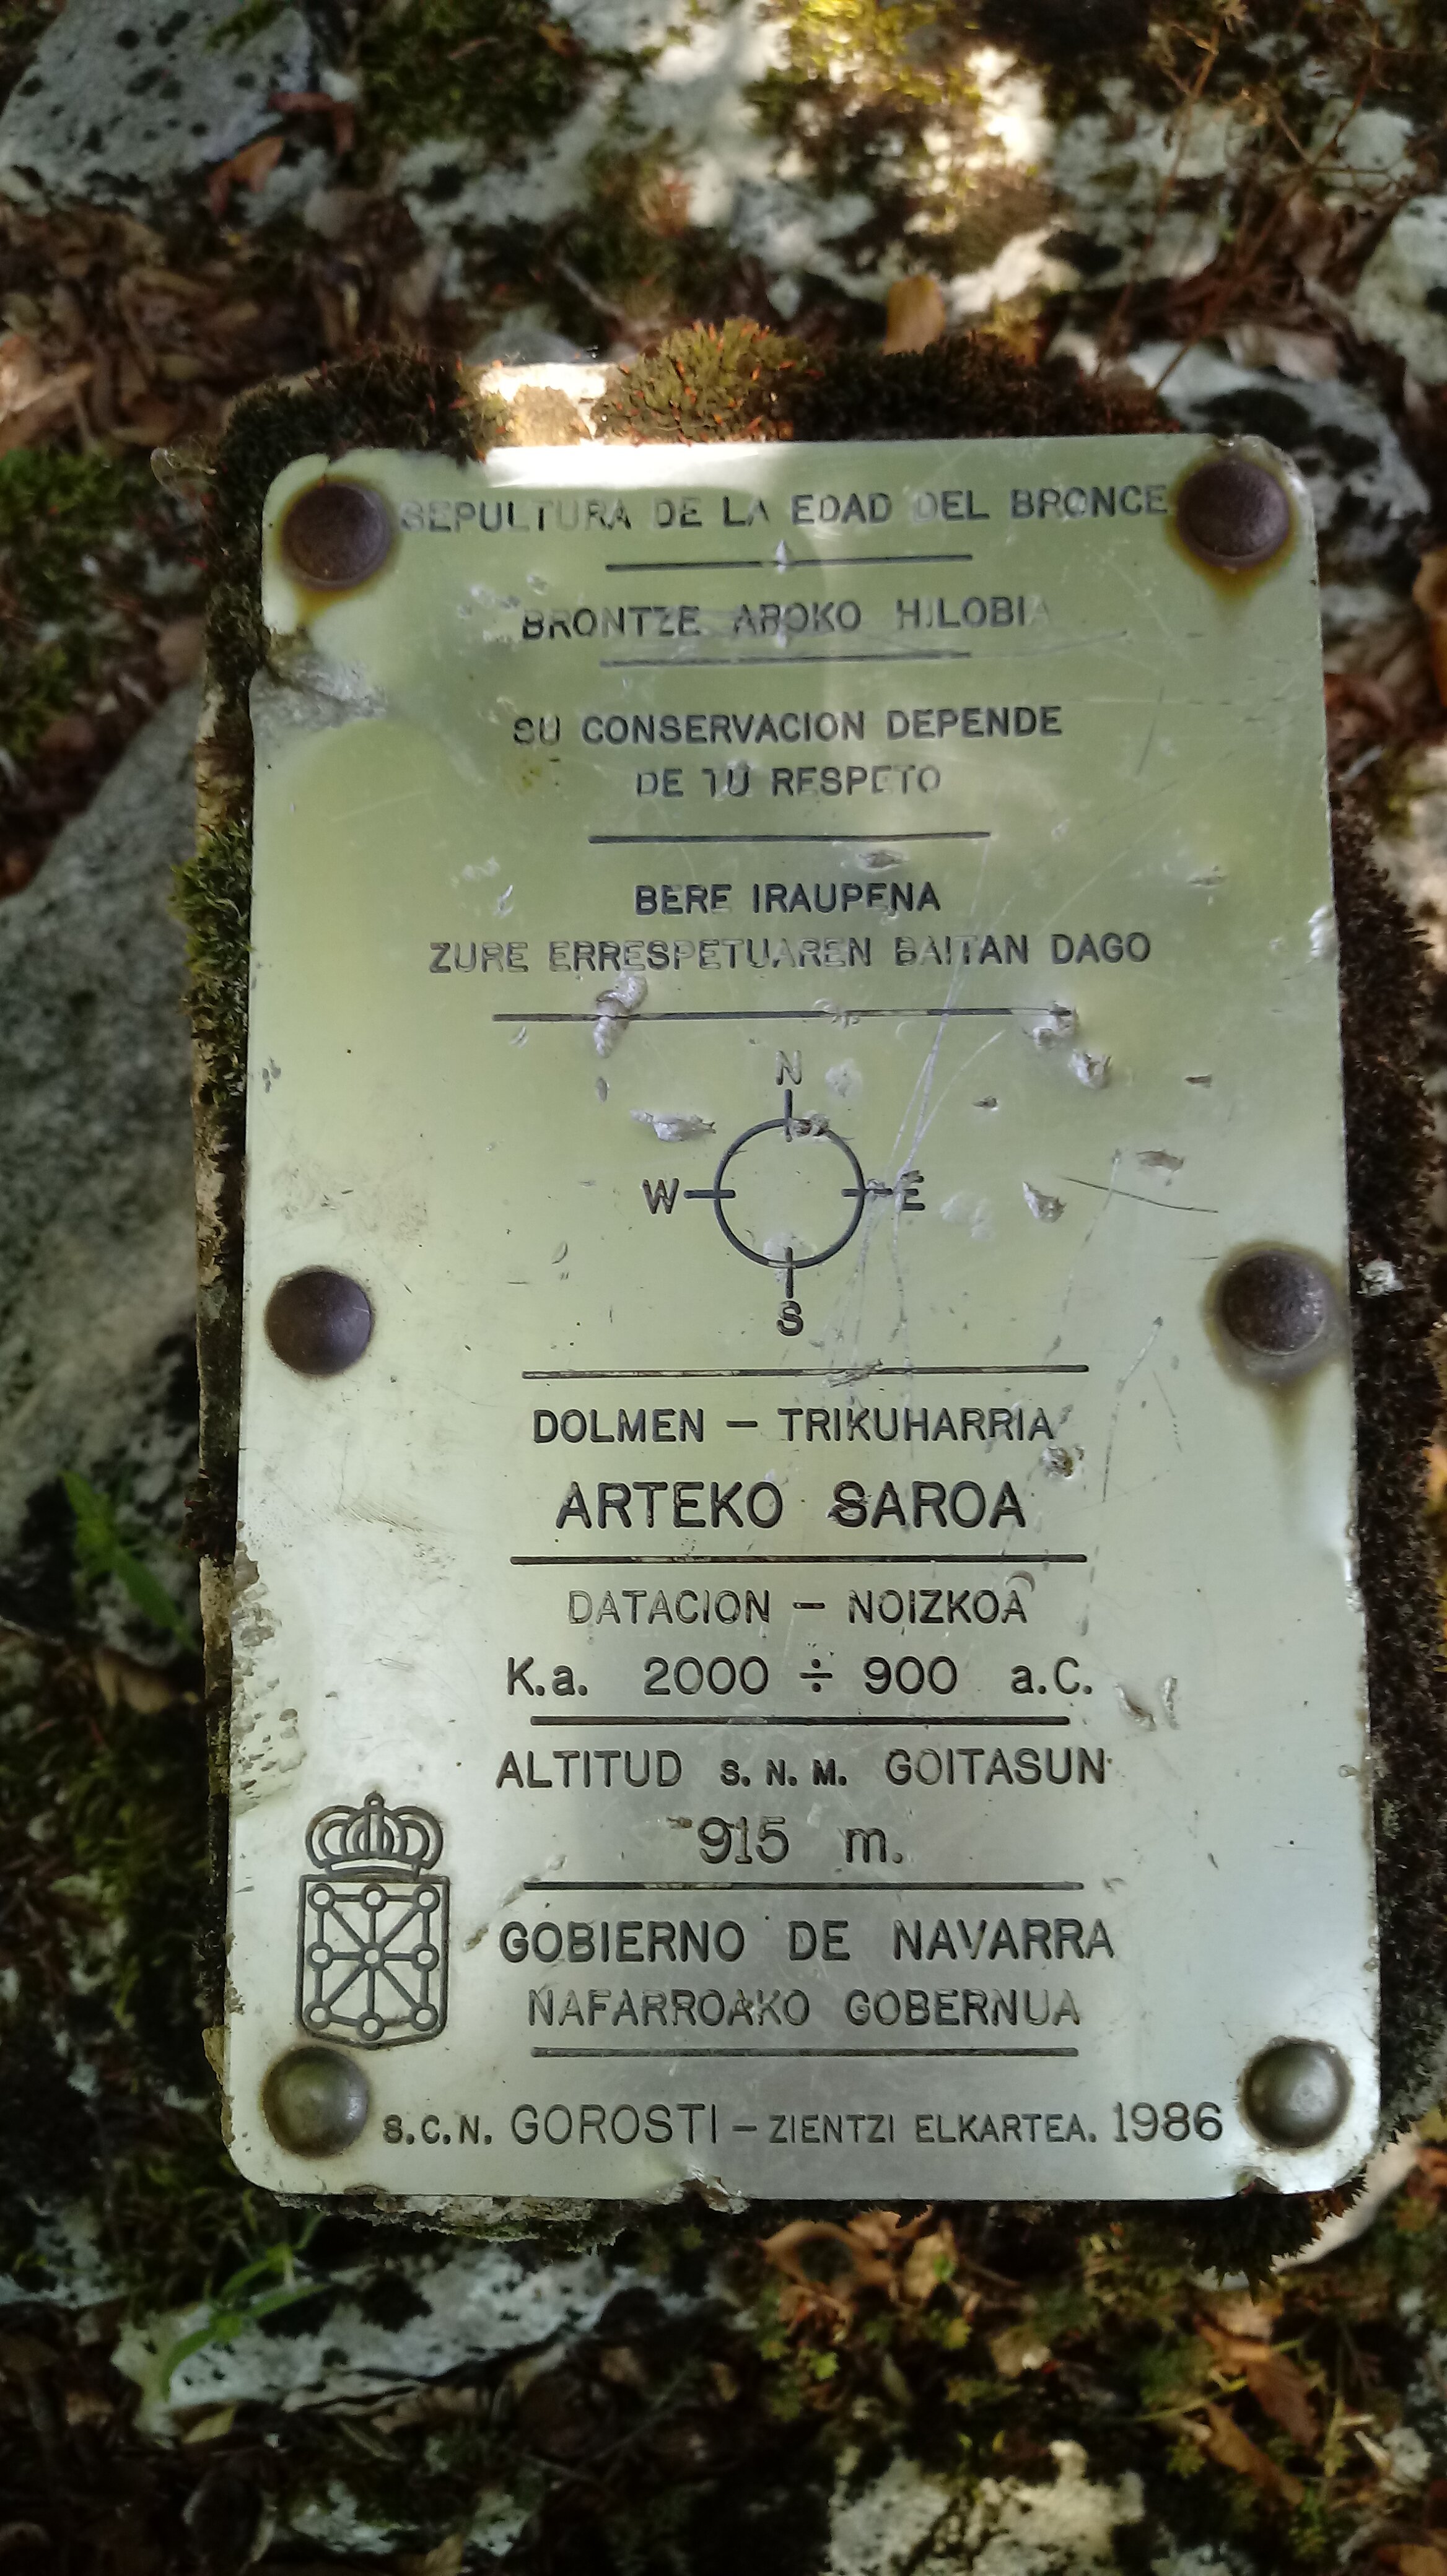 SEPULTURA DE LA EDAD DEL BRONCE
BRONTZE AROKO HILOBIA
SU CONSERVACION DEPENDE
DE TU RESPETO
BERE IRAUPENA
ZURE ERRESPETUAREN BAITAN DAGO
N
W E
S
DOLMEN — TRIKUHARRIA
ARTEKO SAROA
DATACION — NOIZKOA
K.a. 2000 ÷ 900 a.C.
ALTITUD S. N. M. GOITASUN
915 m.
GOBIERNO DE NAVARRA
NAFARROAKO GOBERNUA
S.C.N. GOROSTI — ZIENTZI ELKARTEA. 1986